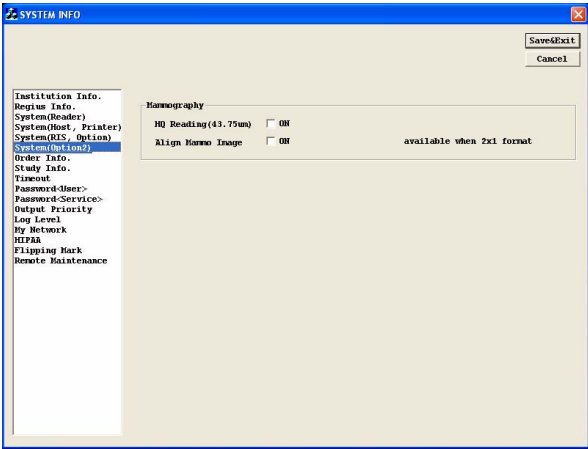 SYSTEM INFO
Save&Exit
Cancel
Institution Info.
Regius Info.
System(Reader)
System(Host, Printer)
System(RIS, Option)
System(Option2)
Order Info.
Study Info.
Timeout
Password<User>
Password<Service>
Output Priority
Log Level
My Network
HIPAA
Flipping Mark
Remote Maintenance
Mammography
HQ Reading(43.75um) ON
Align Mammo Image ON available when 2x1 format